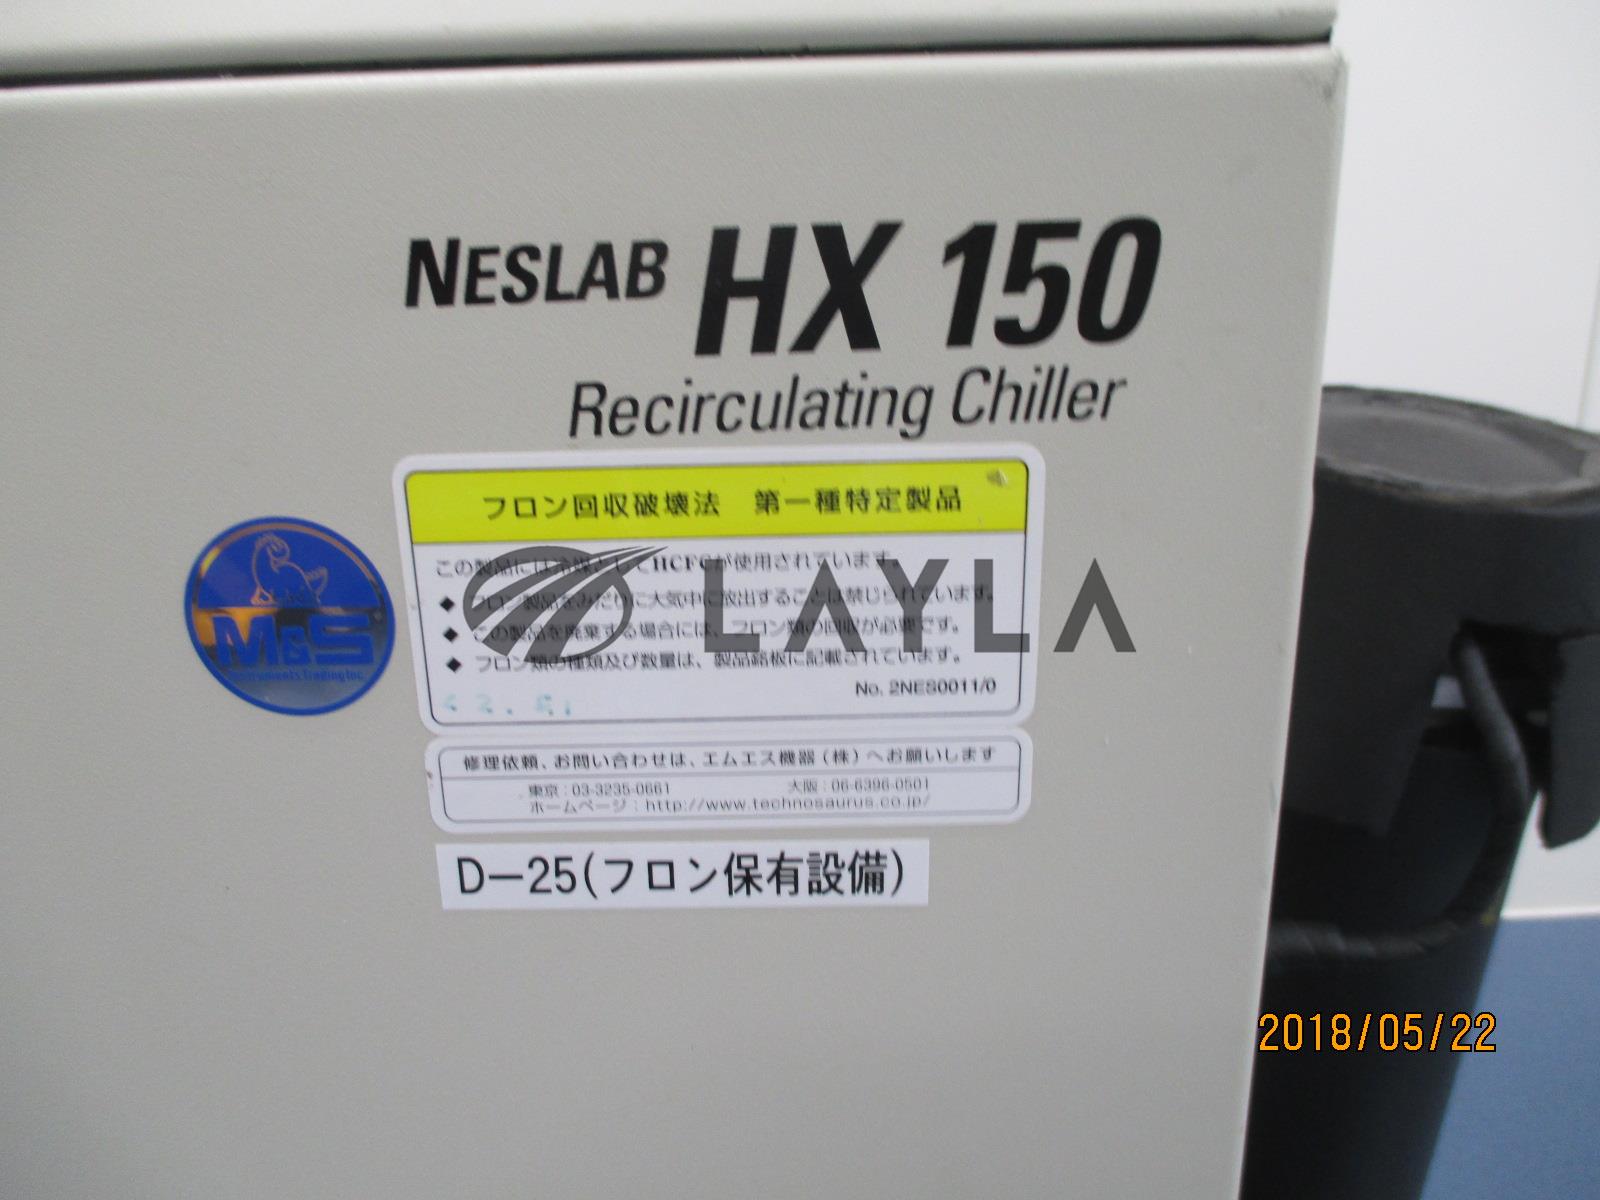 NESLAB HX 150
Recirculating Chiller
フロン回収破壊法 第一種特定製品
この製品には冷媒としてHCFCが使用されています。
◆ フロン製品をみだりに大気中に放出することは禁じられています。
◆ この製品を廃棄する場合には、フロン類の回収が必要です。
◆ フロン類の種類及び数量は、製品銘板に記載されています。
No. 2NES0011/0
M&S
Instruments Trading Inc.
LAYLA
修理依頼、お問い合わせは、エムエス機器(株)へお願いします
東京:03-3235-0661 大阪:06-6396-0501
ホームページ:http://www.technosaurus.co.jp/
D-25(フロン保有設備)
2018/05/22